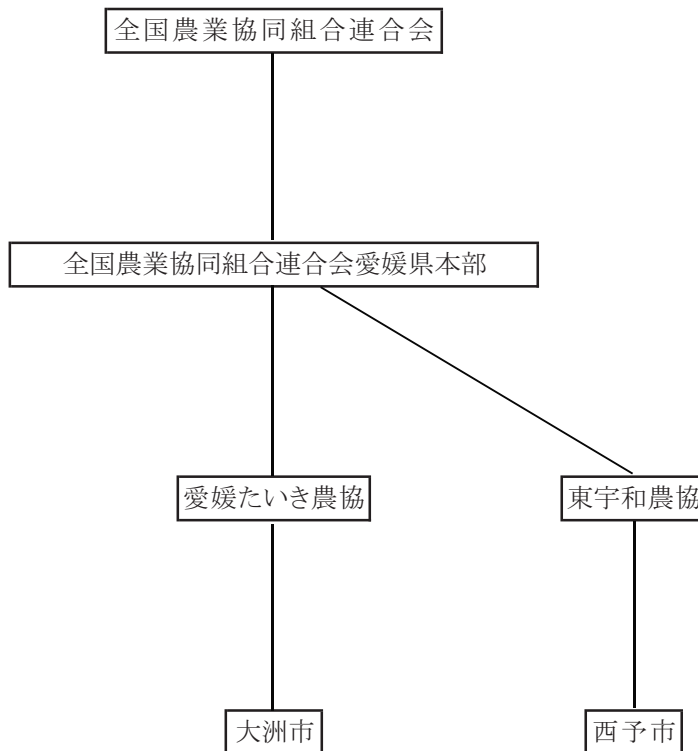 全国農業協同組合連合会
全国農業協同組合連合会愛媛県本部
愛媛たいき農協
東宇和農協
大洲市
西予市